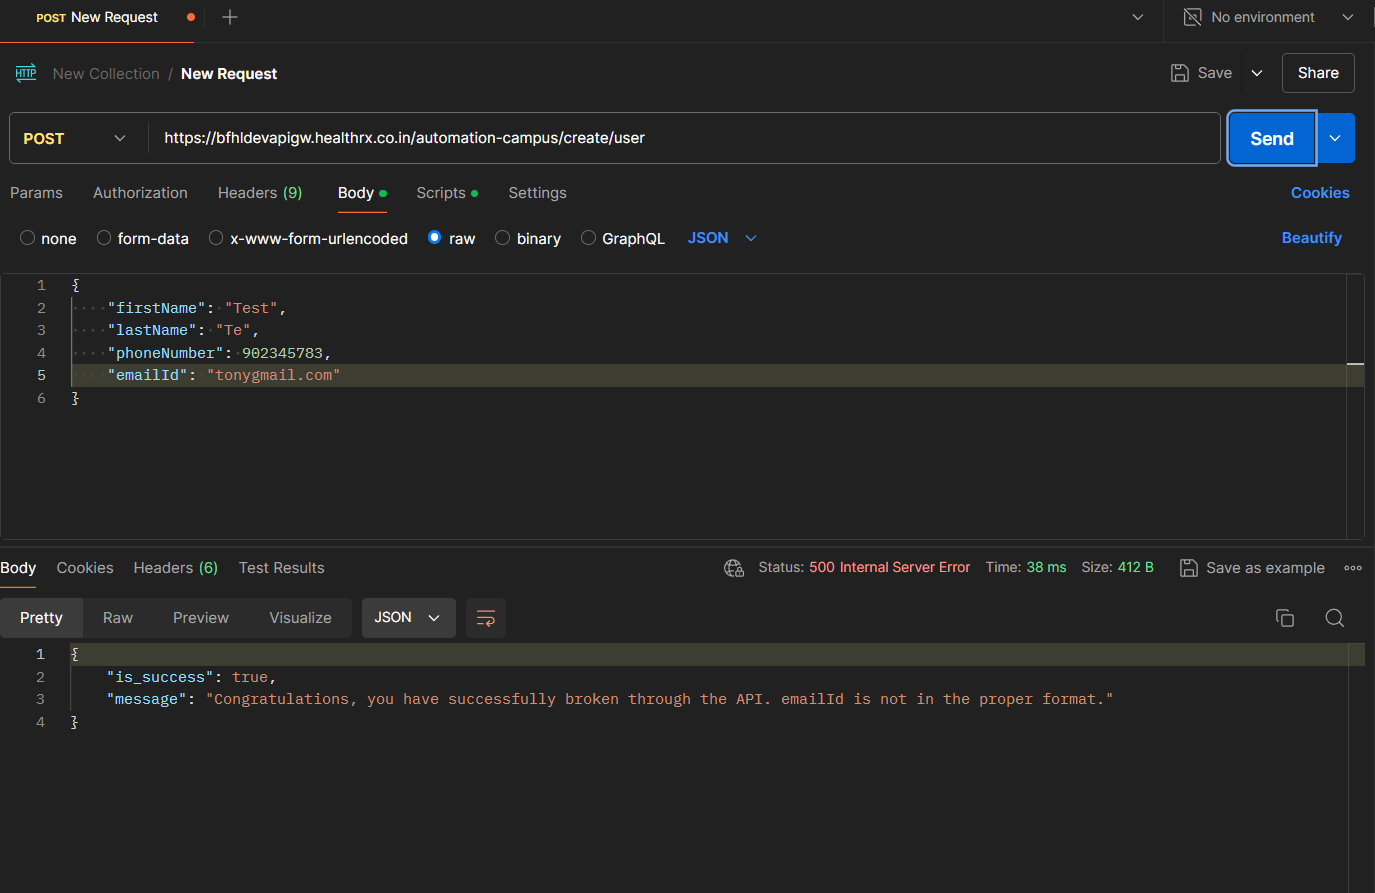 POST New Request
No environment
HTTP New Collection / New Request Save Share
POST https://bfhldevapigw.healthrx.co.in/automation-campus/create/user Send
Params Authorization Headers (9) Body Scripts Settings Cookies
none form-data x-www-form-urlencoded raw binary GraphQL JSON Beautify
1 {
2 "firstName": "Test",
3 "lastName": "Te",
4 "phoneNumber": 902345783,
5 "emailId": "tonygmail.com"
6 }
Body Cookies Headers (6) Test Results Status: 500 Internal Server Error Time: 38 ms Size: 412 B Save as example
Pretty Raw Preview Visualize JSON
1 {
2 "is_success": true,
3 "message": "Congratulations, you have successfully broken through the API. emailId is not in the proper format."
4 }